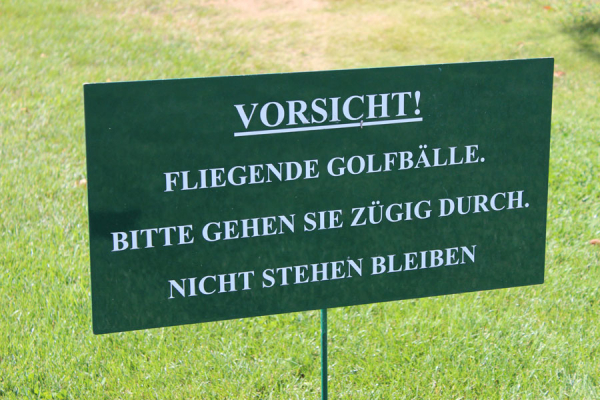 VORSICHT!
FLIEGENDE GOLFBÄLLE.
BITTE GEHEN SIE ZÜGIG DURCH.
NICHT STEHEN BLEIBEN